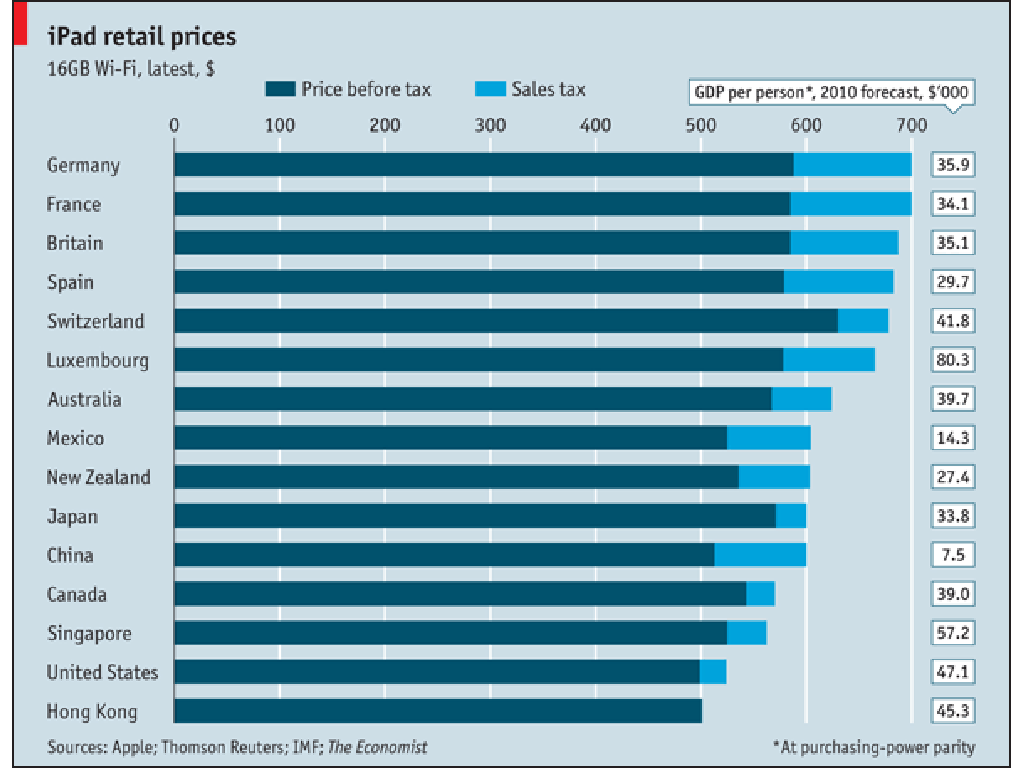 iPad retail prices
16GB Wi-Fi, latest, $
Price before tax Sales tax GDP per person*, 2010 forecast, $'000
0 100 200 300 400 500 600 700
Germany 35.9
France 34.1
Britain 35.1
Spain 29.7
Switzerland 41.8
Luxembourg 80.3
Australia 39.7
Mexico 14.3
New Zealand 27.4
Japan 33.8
China 7.5
Canada 39.0
Singapore 57.2
United States 47.1
Hong Kong 45.3
Sources: Apple; Thomson Reuters; IMF; The Economist *At purchasing-power parity